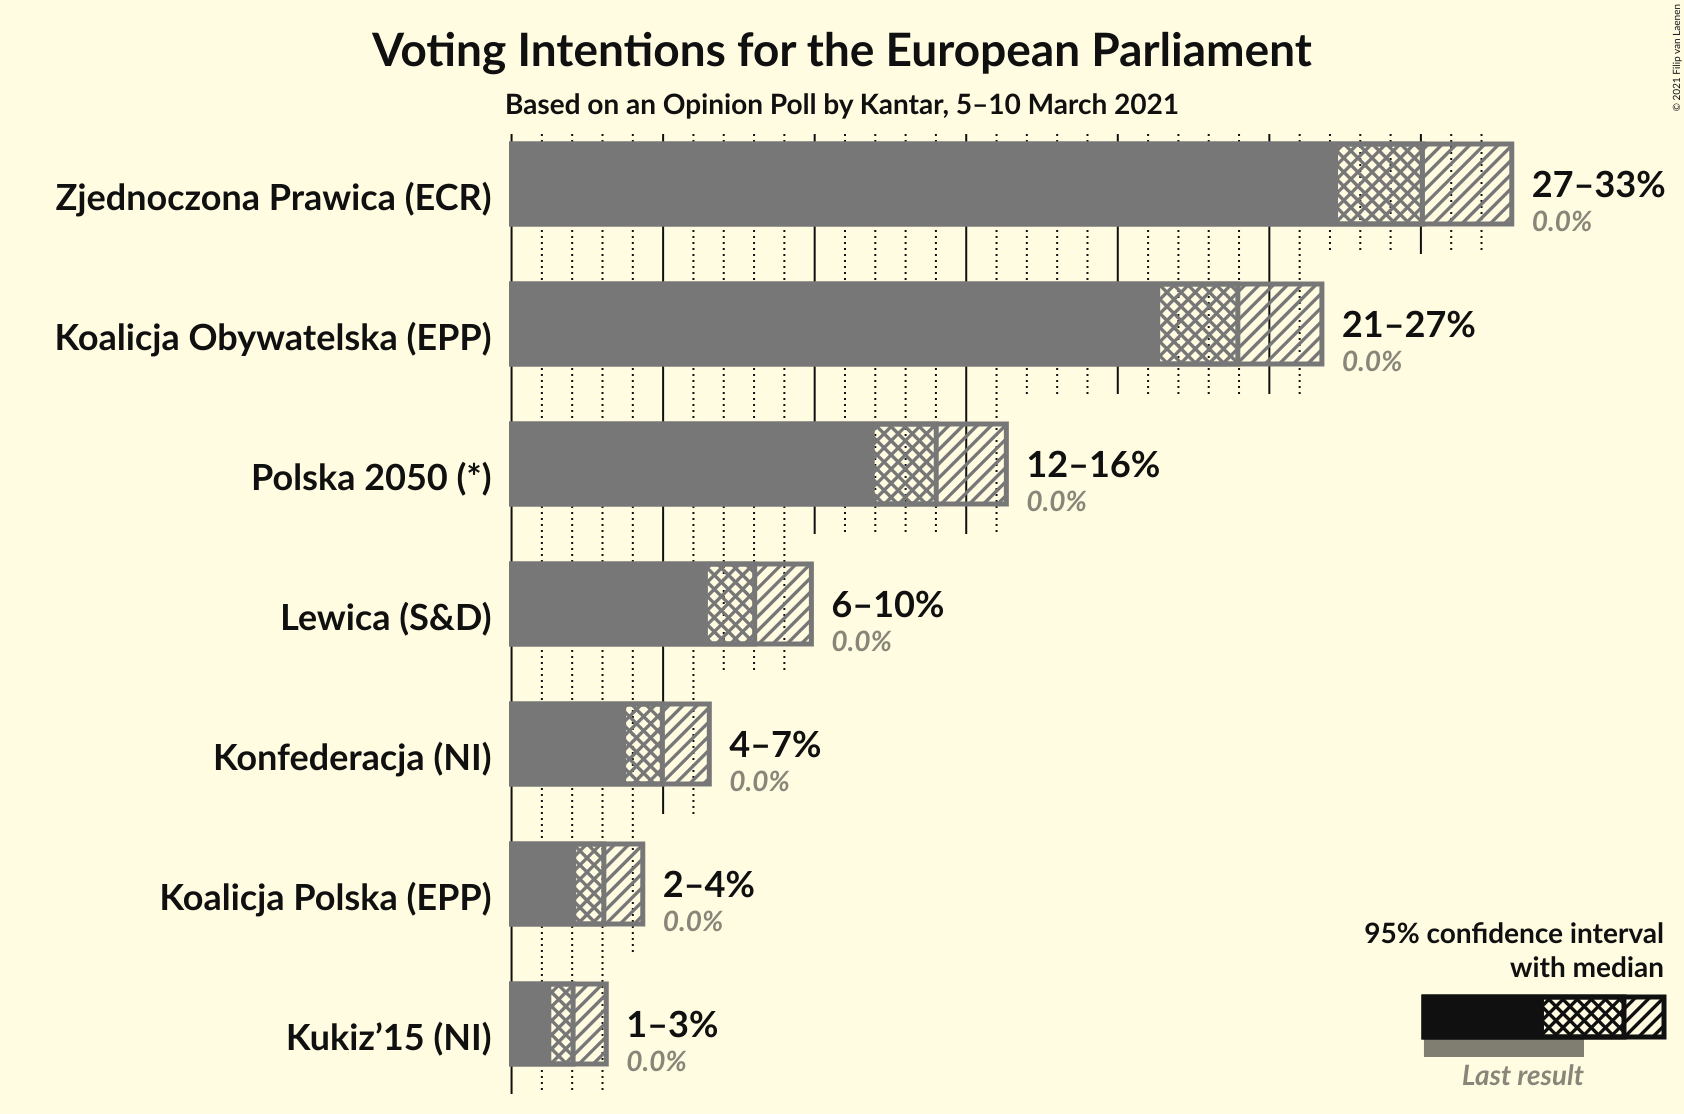 Voting Intentions for the European Parliament
Based on an Opinion Poll by Kantar, 5–10 March 2021
© 2021 Filip van Laenen
Zjednoczona Prawica (ECR)
27–33%
0.0%
Koalicja Obywatelska (EPP)
21–27%
0.0%
Polska 2050 (*)
12–16%
0.0%
Lewica (S&D)
6–10%
0.0%
Konfederacja (NI)
4–7%
0.0%
Koalicja Polska (EPP)
2–4%
0.0%
Kukiz’15 (NI)
1–3%
0.0%
95% confidence interval
with median
Last result